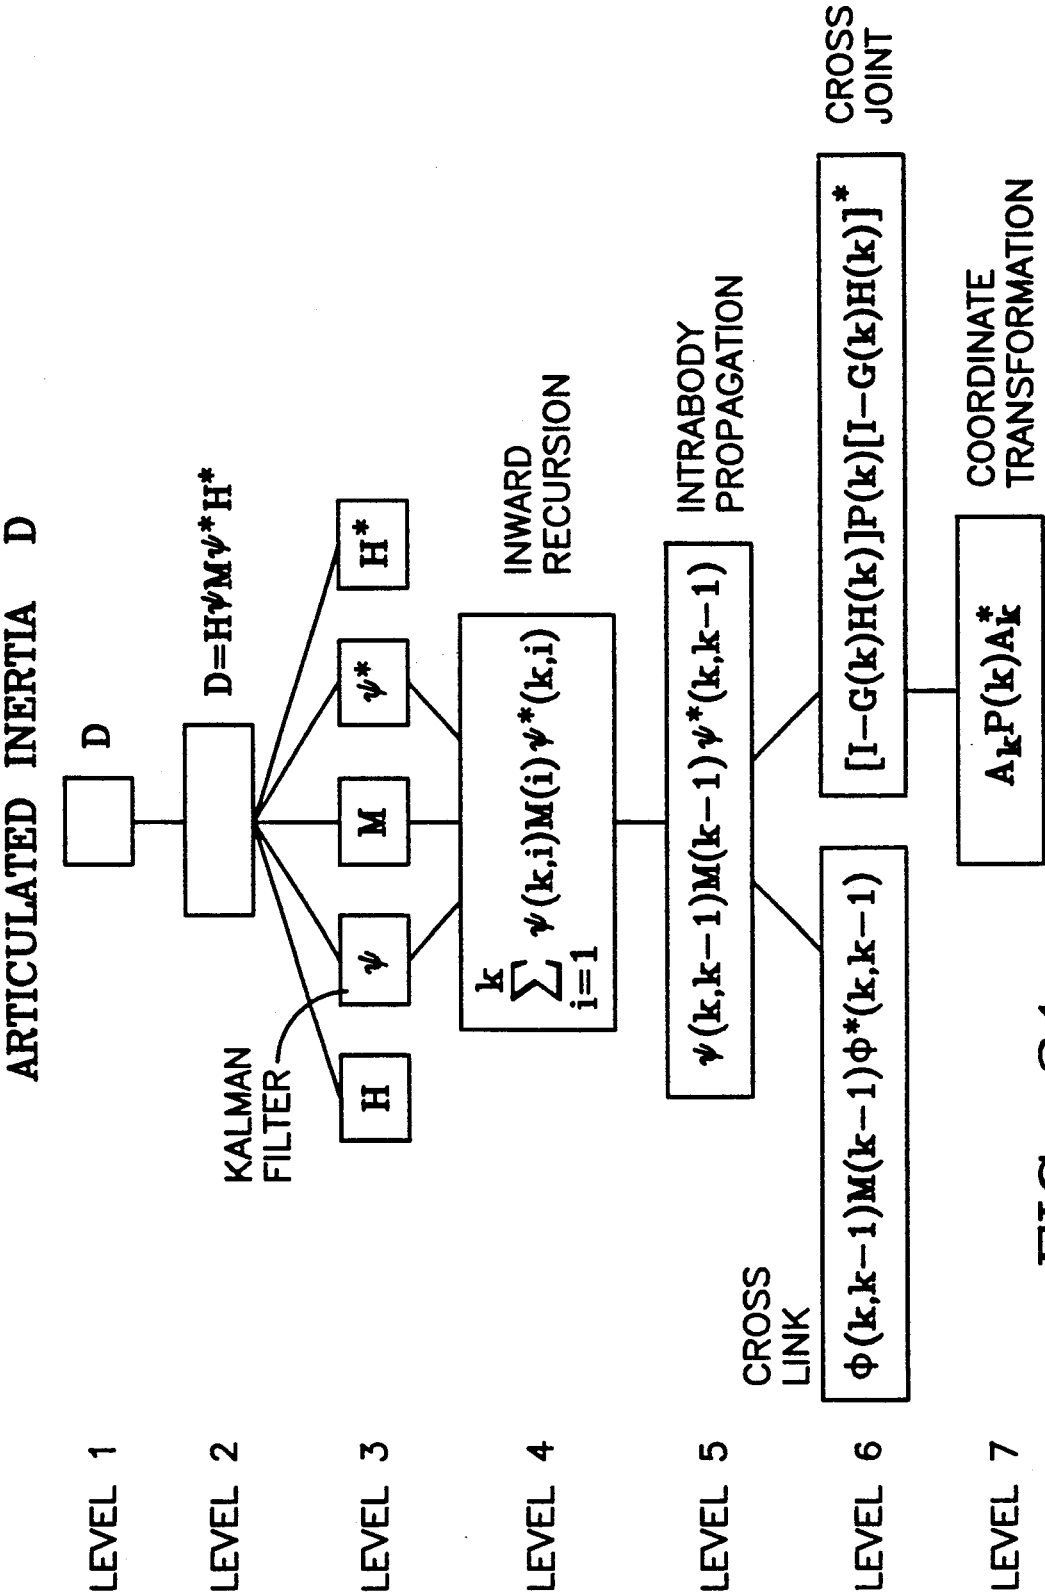 ARTICULATED INERTIA D
LEVEL 1
D
LEVEL 2
D=HψMψ*H*
KALMAN
FILTER
LEVEL 3
H
ψ
M
ψ*
H*
LEVEL 4
k
∑ ψ(k,i)M(i)ψ*(k,i)
i=1
INWARD
RECURSION
LEVEL 5
ψ(k,k−1)M(k−1)ψ*(k,k−1)
INTRABODY
PROPAGATION
CROSS
LINK
LEVEL 6
ϕ(k,k−1)M(k−1)ϕ*(k,k−1)
[I−G(k)H(k)]P(k)[I−G(k)H(k)]*
CROSS
JOINT
LEVEL 7
AₖP(k)A*ₖ
COORDINATE
TRANSFORMATION